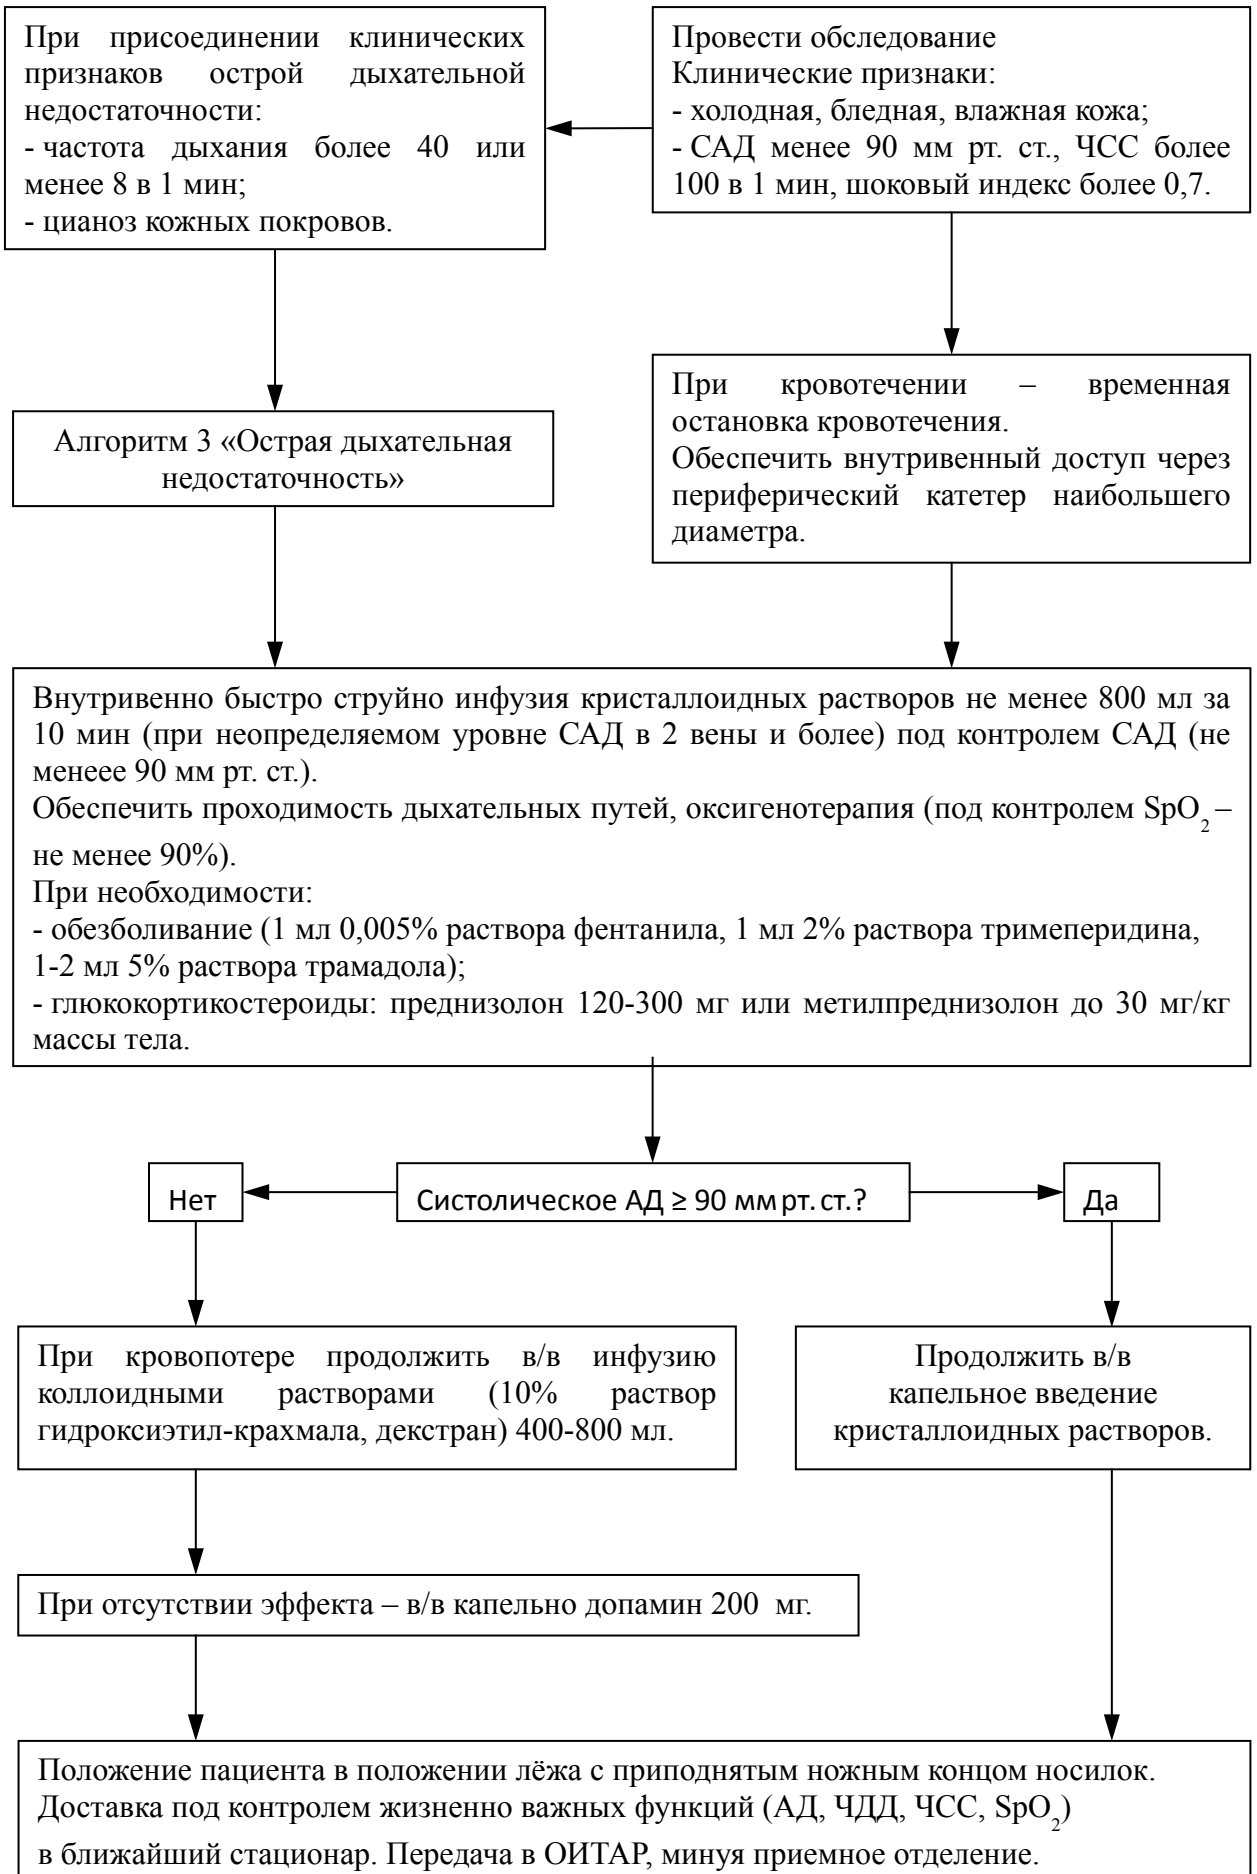 При присоединении клинических
признаков острой дыхательной
недостаточности:
- частота дыхания более 40 или
менее 8 в 1 мин;
- цианоз кожных покровов.
Провести обследование
Клинические признаки:
- холодная, бледная, влажная кожа;
- САД менее 90 мм рт. ст., ЧСС более
100 в 1 мин, шоковый индекс более 0,7.
Алгоритм 3 «Острая дыхательная
недостаточность»
При кровотечении – временная
остановка кровотечения.
Обеспечить внутривенный доступ через
периферический катетер наибольшего
диаметра.
Внутривенно быстро струйно инфузия кристаллоидных растворов не менее 800 мл за
10 мин (при неопределяемом уровне САД в 2 вены и более) под контролем САД (не
менеее 90 мм рт. ст.).
Обеспечить проходимость дыхательных путей, оксигенотерапия (под контролем SpO₂ –
не менее 90%).
При необходимости:
- обезболивание (1 мл 0,005% раствора фентанила, 1 мл 2% раствора тримеперидина,
1-2 мл 5% раствора трамадола);
- глюкокортикостероиды: преднизолон 120-300 мг или метилпреднизолон до 30 мг/кг
массы тела.
Нет
Систолическое АД ≥ 90 мм рт. ст.?
Да
При кровопотере продолжить в/в инфузию
коллоидными растворами (10% раствор
гидроксиэтил-крахмала, декстран) 400-800 мл.
Продолжить в/в
капельное введение
кристаллоидных растворов.
При отсутствии эффекта – в/в капельно допамин 200 мг.
Положение пациента в положении лёжа с приподнятым ножным концом носилок.
Доставка под контролем жизненно важных функций (АД, ЧДД, ЧСС, SpO₂)
в ближайший стационар. Передача в ОИТАР, минуя приемное отделение.